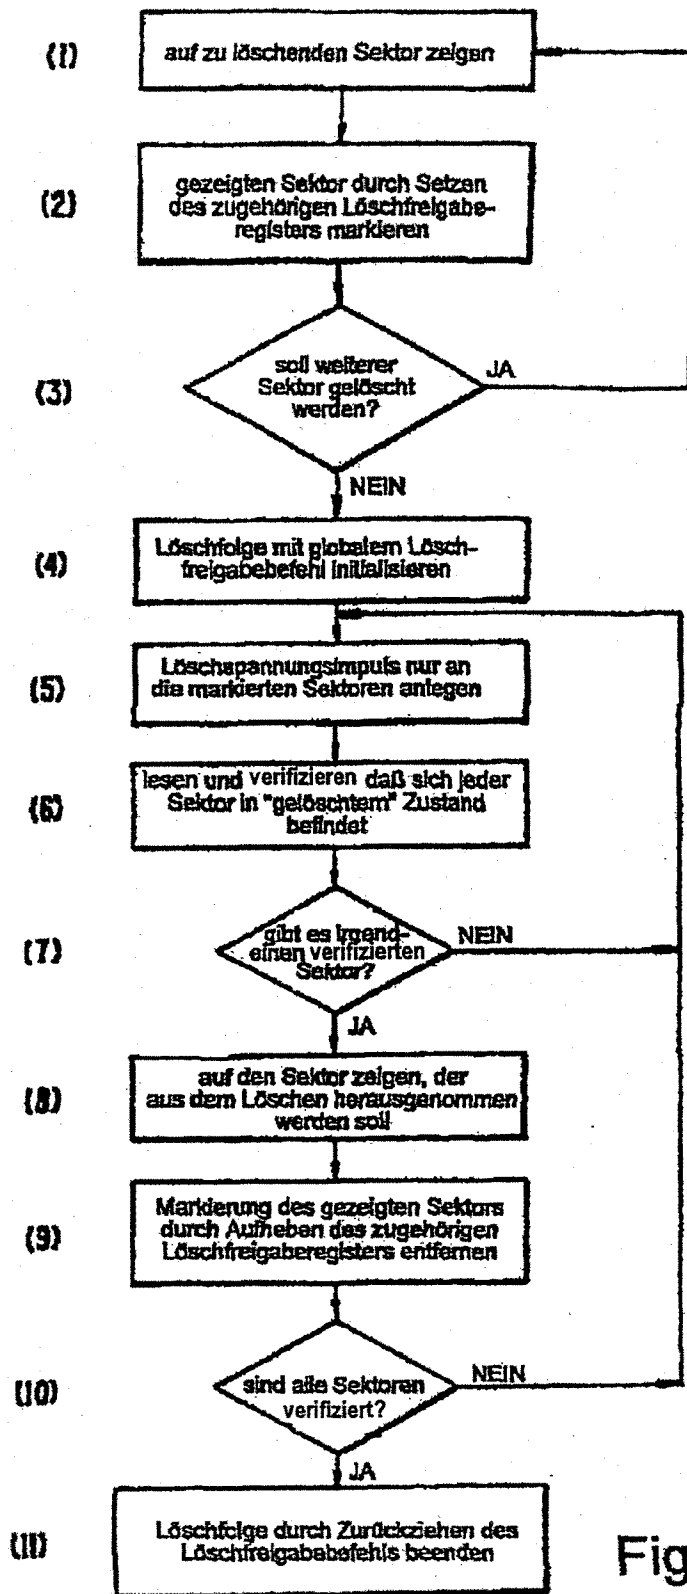 (1)
auf zu löschenden Sektor zeigen
(2)
gezeigten Sektor durch Setzen
des zugehörigen Löschfreigabe-
registers markieren
(3)
soll weiterer
Sektor gelöscht
werden?
JA
NEIN
(4)
Löschfolge mit globalem Lösch-
freigabebefehl initialisieren
(5)
Löschspannungsimpuls nur an
die markierten Sektoren anlegen
(6)
lesen und verifizieren daß sich jeder
Sektor in "gelöschtem" Zustand
befindet
(7)
gibt es irgend-
einen verifizierten
Sektor?
NEIN
JA
(8)
auf den Sektor zeigen, der
aus dem Löschen herausgenommen
werden soll
(9)
Markierung des gezeigten Sektors
durch Aufheben des zugehörigen
Löschfreigaberegisters entfernen
(10)
sind alle Sektoren
verifiziert?
NEIN
JA
(11)
Löschfolge durch Zurückziehen des
Löschfreigabebefehls beenden
Fig